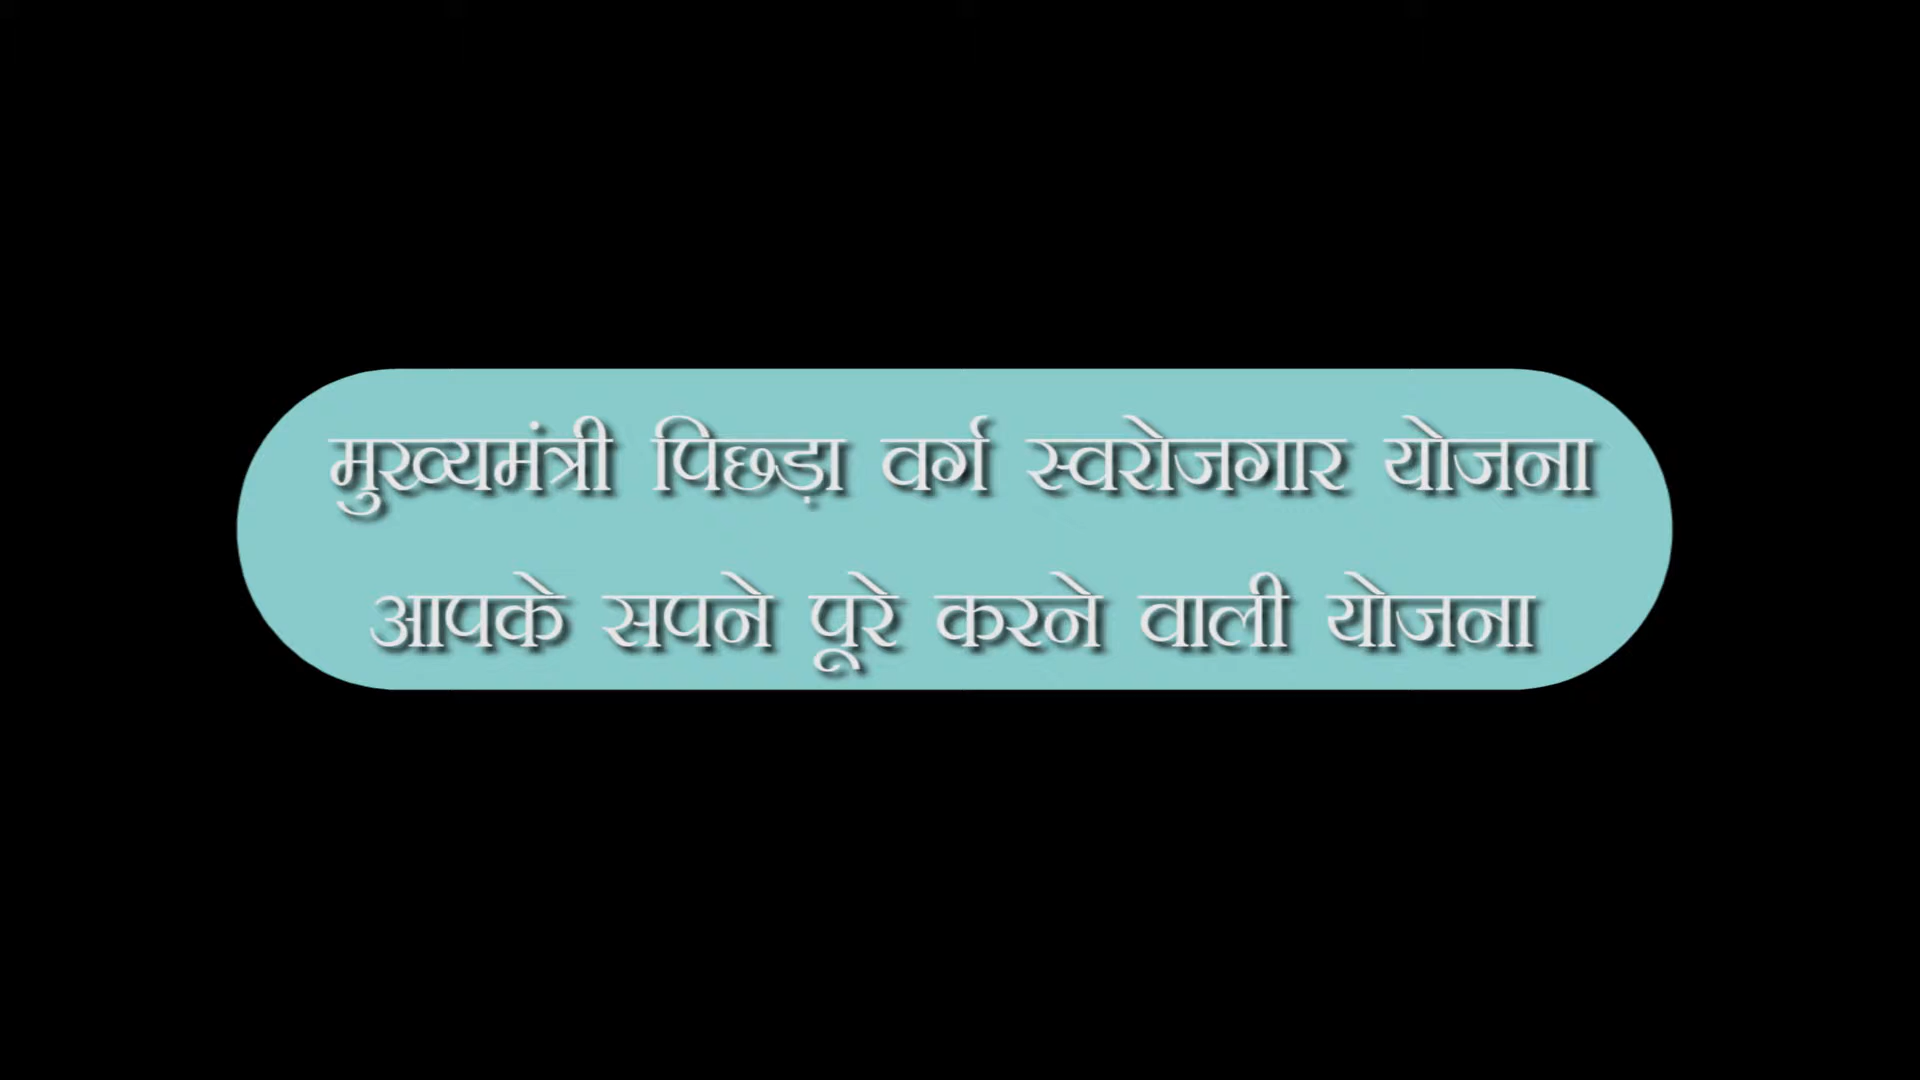 मुख्यमंत्री पिछड़ा वर्ग स्वरोजगार योजना
आपके सपने पूरे करने वाली योजना